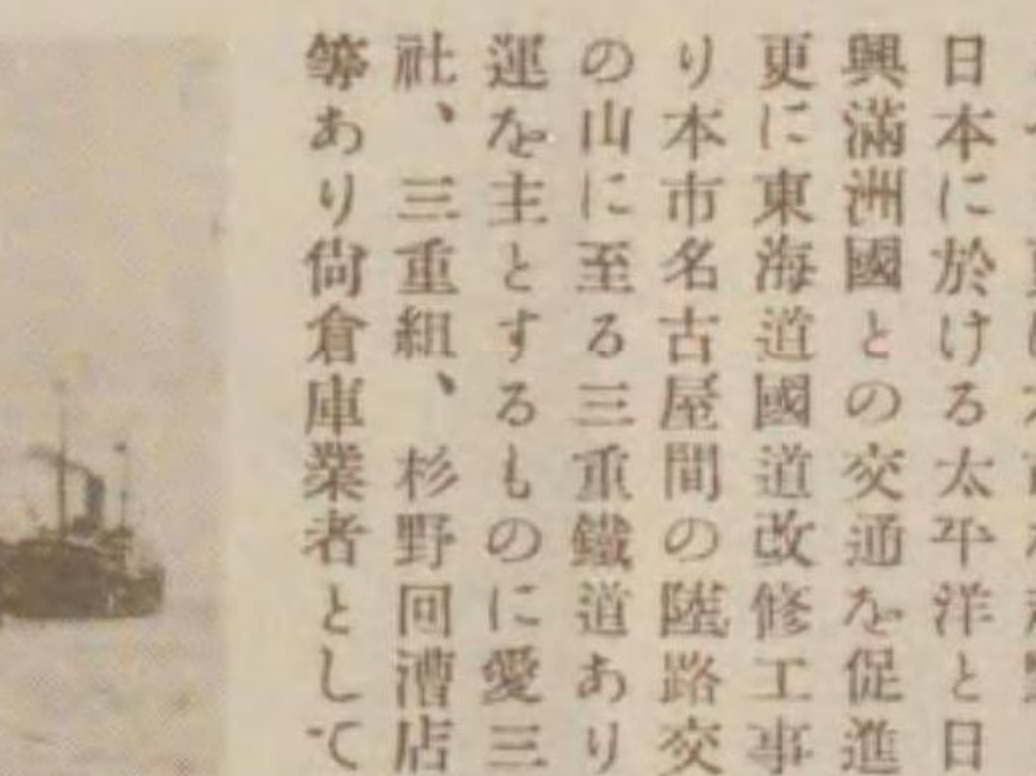 日本に於ける太平洋と日
興滿洲國との交通を促進
更に東海道國道改修工事
り本市名古屋間の陸路交
の山に至る三重鐵道あり
運を主とするものに愛三
社、三重組、杉野回漕店
等あり尙倉庫業者として